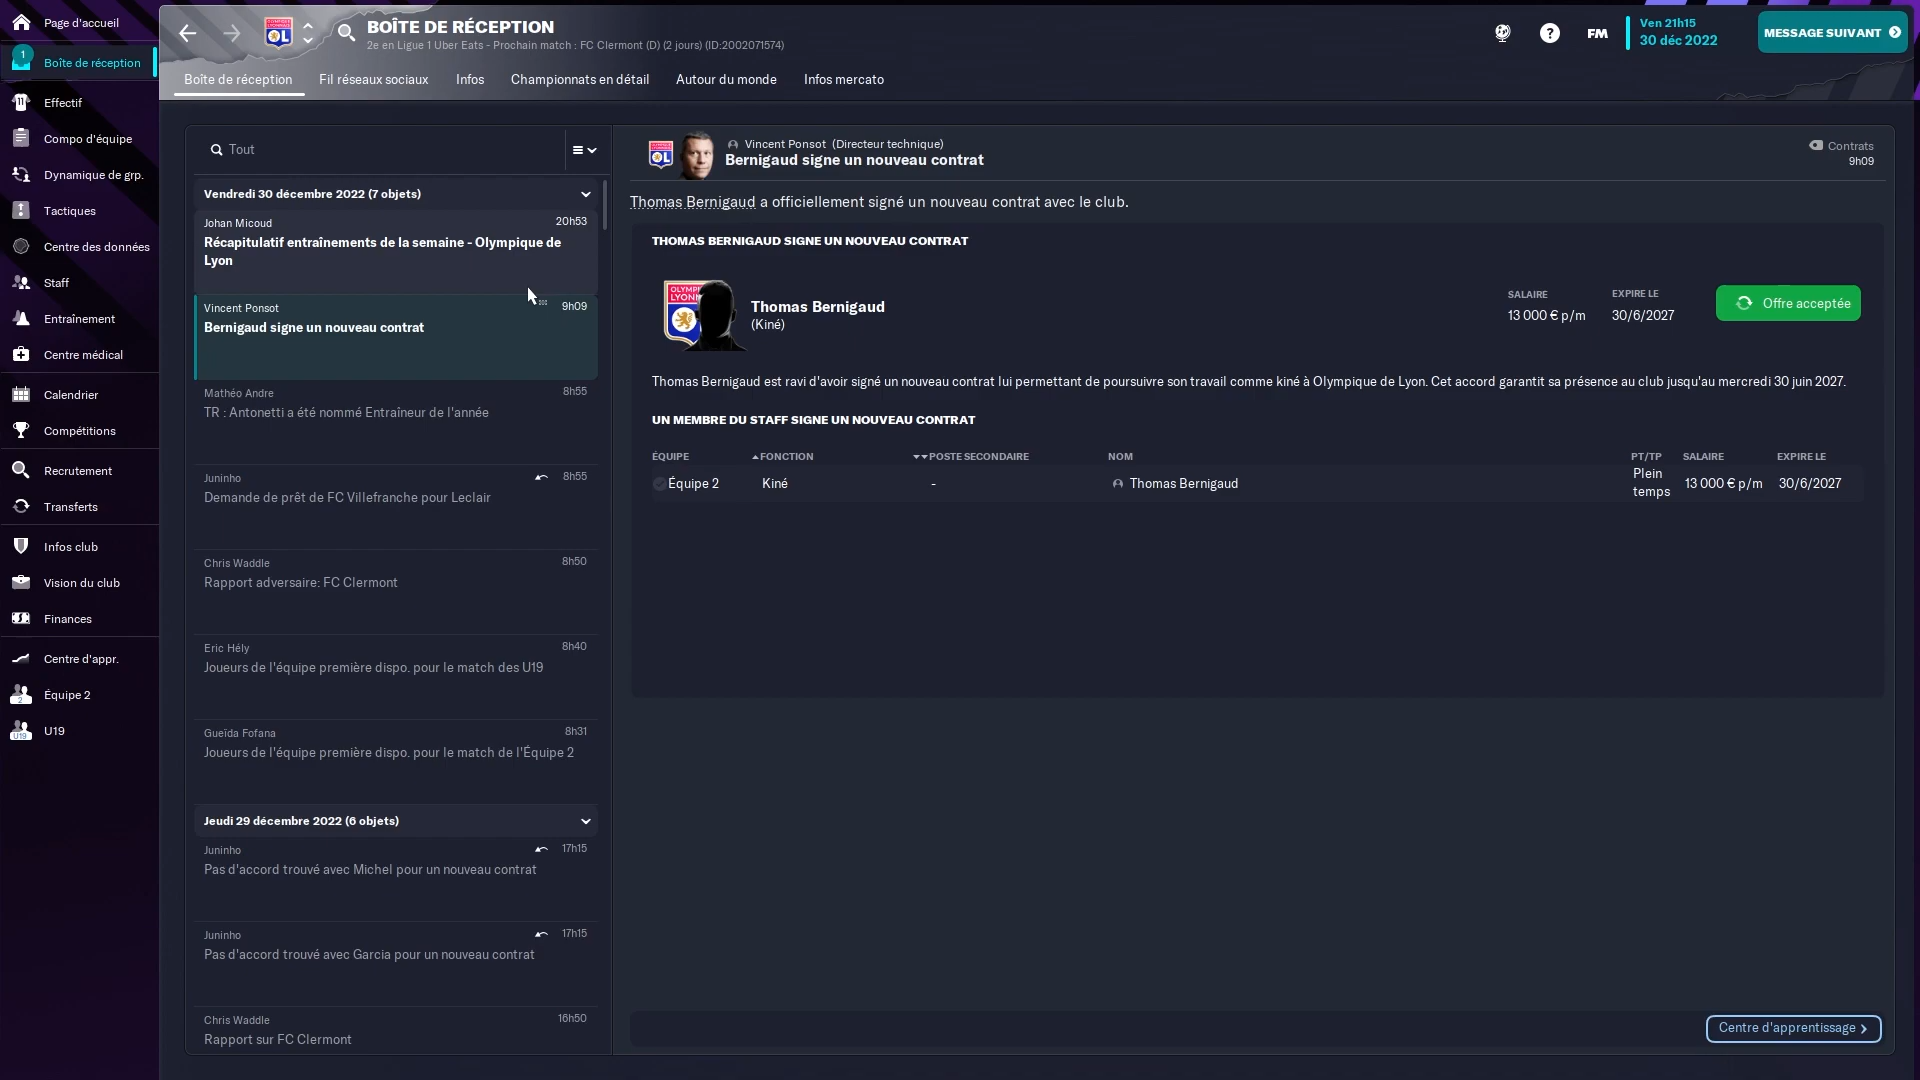 Page d'accueil
1
Boîte de réception
Effectif
Compo d'équipe
Dynamique de grp.
Tactiques
Centre des données
Staff
Entraînement
Centre médical
Calendrier
Compétitions
Recrutement
Transferts
Infos club
Vision du club
Finances
Centre d'appr.
2
Équipe 2
U19
U19
BOÎTE DE RÉCEPTION
2e en Ligue 1 Uber Eats - Prochain match : FC Clermont (D) (2 jours) (ID:2002071574)
FM
Ven 21h15
30 déc 2022
MESSAGE SUIVANT
Boîte de réception
Fil réseaux sociaux
Infos
Championnats en détail
Autour du monde
Infos mercato
Tout
Vendredi 30 décembre 2022 (7 objets)
Johan Micoud
20h53
Récapitulatif entraînements de la semaine - Olympique de
Lyon
Vincent Ponsot
9h09
Bernigaud signe un nouveau contrat
Mathéo Andre
8h55
TR : Antonetti a été nommé Entraîneur de l'année
Juninho
8h55
Demande de prêt de FC Villefranche pour Leclair
Chris Waddle
8h50
Rapport adversaire: FC Clermont
Eric Hély
8h40
Joueurs de l'équipe première dispo. pour le match des U19
Gueïda Fofana
8h31
Joueurs de l'équipe première dispo. pour le match de l'Équipe 2
Jeudi 29 décembre 2022 (6 objets)
Juninho
17h15
Pas d'accord trouvé avec Michel pour un nouveau contrat
Juninho
17h15
Pas d'accord trouvé avec Garcia pour un nouveau contrat
Chris Waddle
16h50
Rapport sur FC Clermont
Vincent Ponsot (Directeur technique)
Bernigaud signe un nouveau contrat
Contrats
9h09
Thomas Bernigaud a officiellement signé un nouveau contrat avec le club.
THOMAS BERNIGAUD SIGNE UN NOUVEAU CONTRAT
Thomas Bernigaud
(Kiné)
SALAIRE
13 000 € p/m
EXPIRE LE
30/6/2027
Offre acceptée
Thomas Bernigaud est ravi d'avoir signé un nouveau contrat lui permettant de poursuivre son travail comme kiné à Olympique de Lyon. Cet accord garantit sa présence au club jusqu'au mercredi 30 juin 2027.
UN MEMBRE DU STAFF SIGNE UN NOUVEAU CONTRAT
ÉQUIPE FONCTION POSTE SECONDAIRE NOM PT/TP SALAIRE EXPIRE LE
Équipe 2 Kiné - Thomas Bernigaud Plein temps 13 000 € p/m 30/6/2027
Centre d'apprentissage